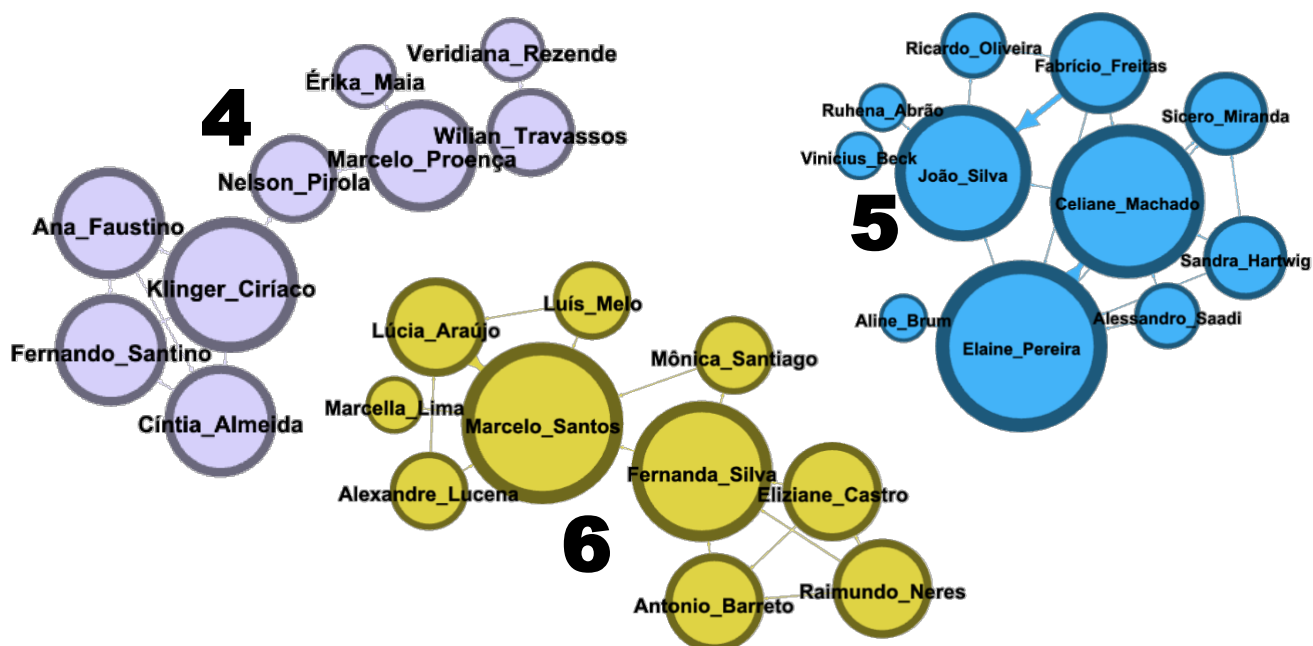 4
Veridiana_Rezende
Érika_Maia
Wilian_Travassos
Marcelo_Proença
Nelson_Pirola
Ana_Faustino
Klinger_Ciríaco
Fernando_Santino
Cíntia_Almeida
5
Ricardo_Oliveira
Fabrício_Freitas
Ruhena_Abrão
Sicero_Miranda
Vinicius_Beck
João_Silva
Celiane_Machado
Sandra_Hartwig
Aline_Brum
Alessandro_Saadi
Elaine_Pereira
6
Luís_Melo
Lúcia_Araújo
Mônica_Santiago
Marcella_Lima
Marcelo_Santos
Fernanda_Silva
Alexandre_Lucena
Eliziane_Castro
Raimundo_Neres
Antonio_Barreto